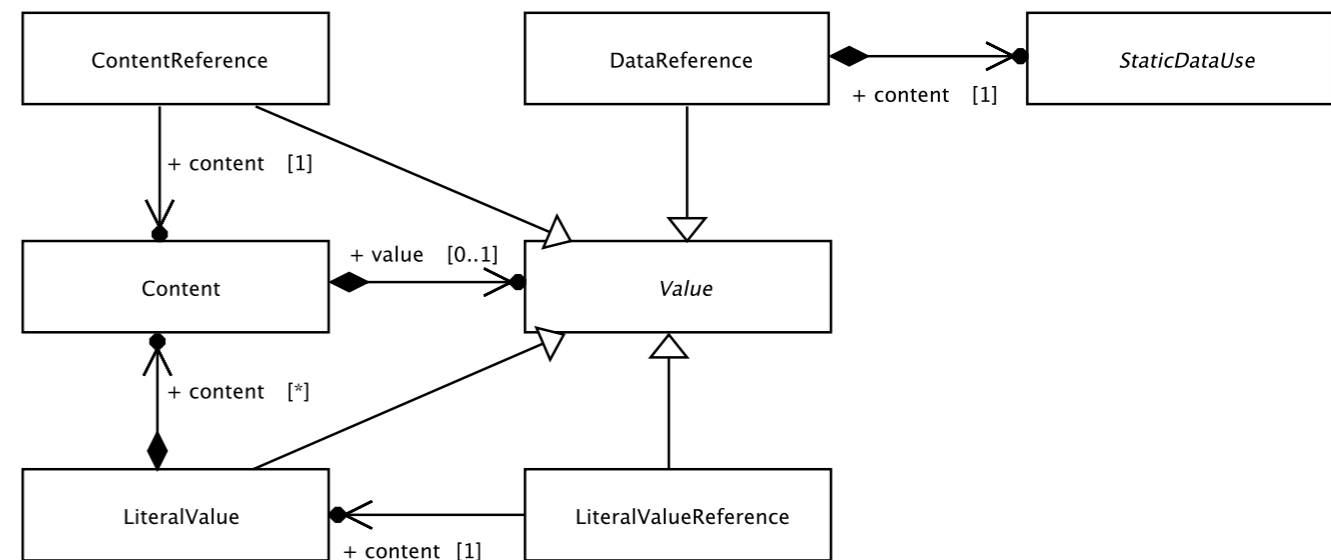 ContentReference
DataReference
StaticDataUse
+ content [1]
+ content [1]
+ value [0..1]
Content
Value
+ content [*]
LiteralValue
LiteralValueReference
+ content [1]